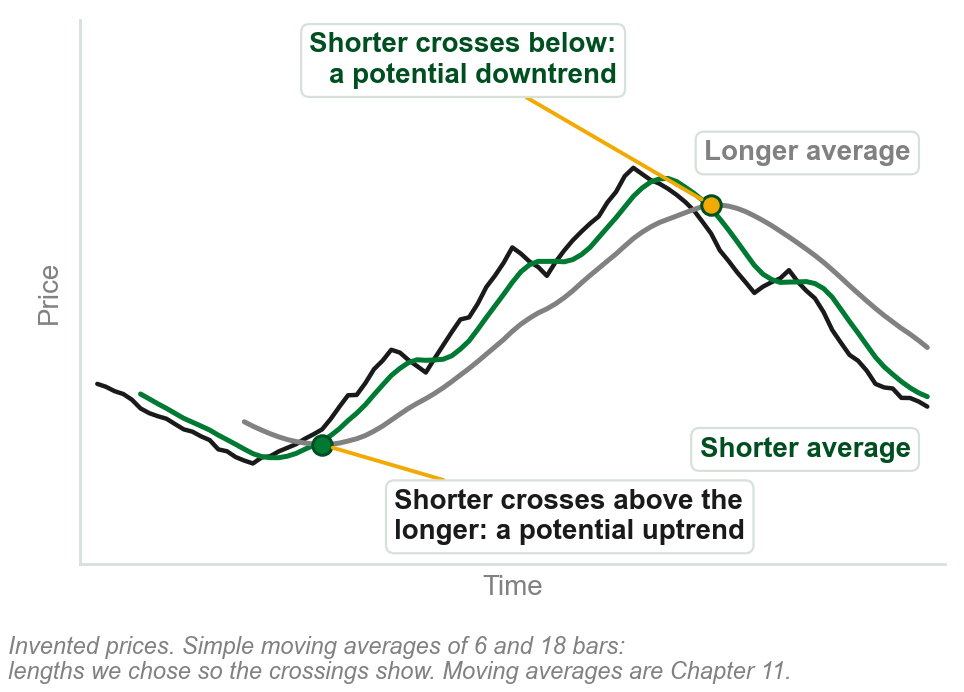 Shorter crosses below:
a potential downtrend
Longer average
Price
Shorter average
Shorter crosses above the
longer: a potential uptrend
Time
Invented prices. Simple moving averages of 6 and 18 bars:
lengths we chose so the crossings show. Moving averages are Chapter 11.